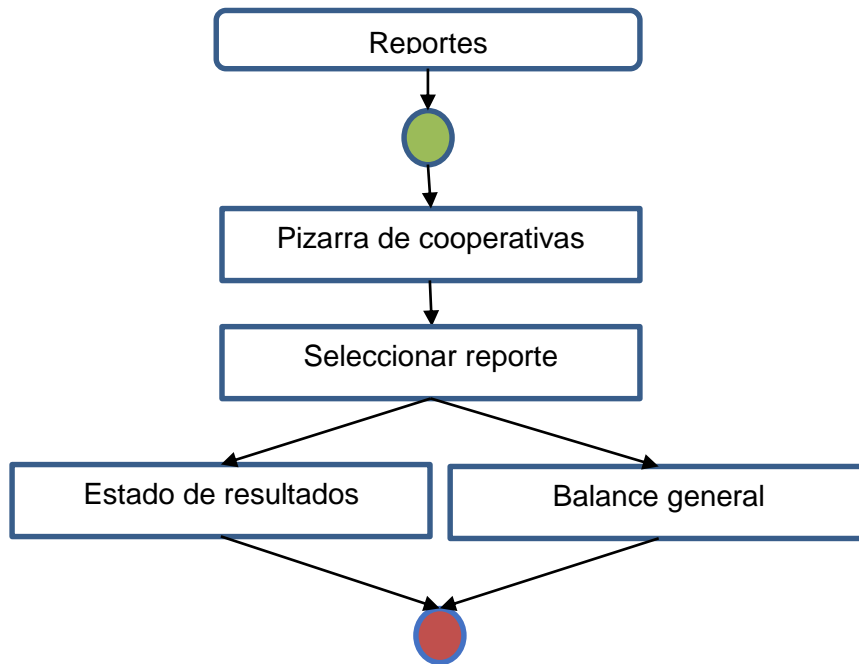 Reportes
Pizarra de cooperativas
Seleccionar reporte
Estado de resultados
Balance general